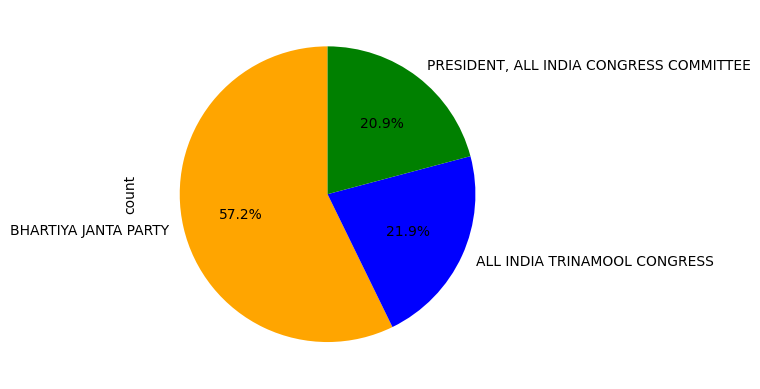 PRESIDENT, ALL INDIA CONGRESS COMMITTEE
20.9%
count
57.2%
BHARTIYA JANTA PARTY
21.9%
ALL INDIA TRINAMOOL CONGRESS